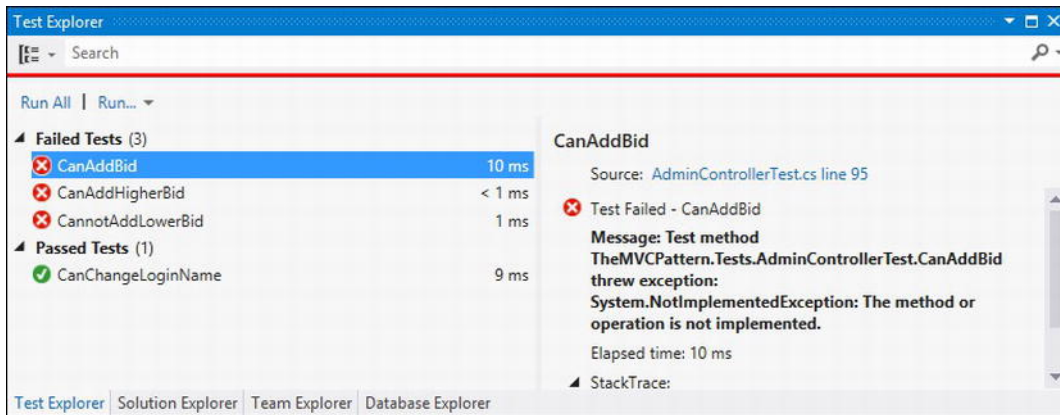 Test Explorer
Search
Run All | Run...
Failed Tests (3)
CanAddBid 10 ms
CanAddHigherBid < 1 ms
CannotAddLowerBid 1 ms
Passed Tests (1)
CanChangeLoginName 9 ms
CanAddBid
Source: AdminControllerTest.cs line 95
Test Failed - CanAddBid
Message: Test method
TheMVCPattern.Tests.AdminControllerTest.CanAddBid
threw exception:
System.NotImplementedException: The method or
operation is not implemented.
Elapsed time: 10 ms
StackTrace:
Test Explorer Solution Explorer Team Explorer Database Explorer